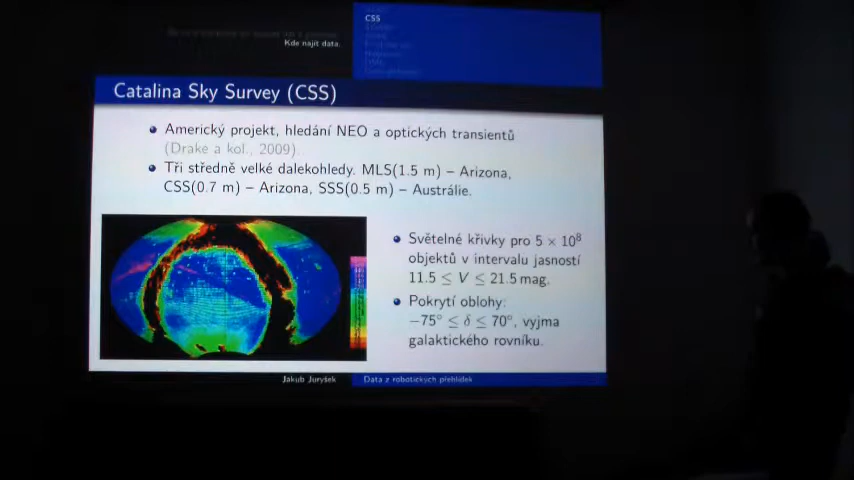 CSS
Kde najít data.
Catalina Sky Survey (CSS)
Americký projekt, hledání NEO a optických transientů
(Drake a kol., 2009).
Tři středně velké dalekohledy. MLS(1.5 m) – Arizona,
CSS(0.7 m) – Arizona, SSS(0.5 m) – Austrálie.
Světelné křivky pro 5 × 10⁸
objektů v intervalu jasností
11.5 ≤ V ≤ 21.5 mag.
Pokrytí oblohy:
−75° ≤ δ ≤ 70°, vyjma
galaktického rovníku.
Jakub Juryšek
Data z robotických přehlídek